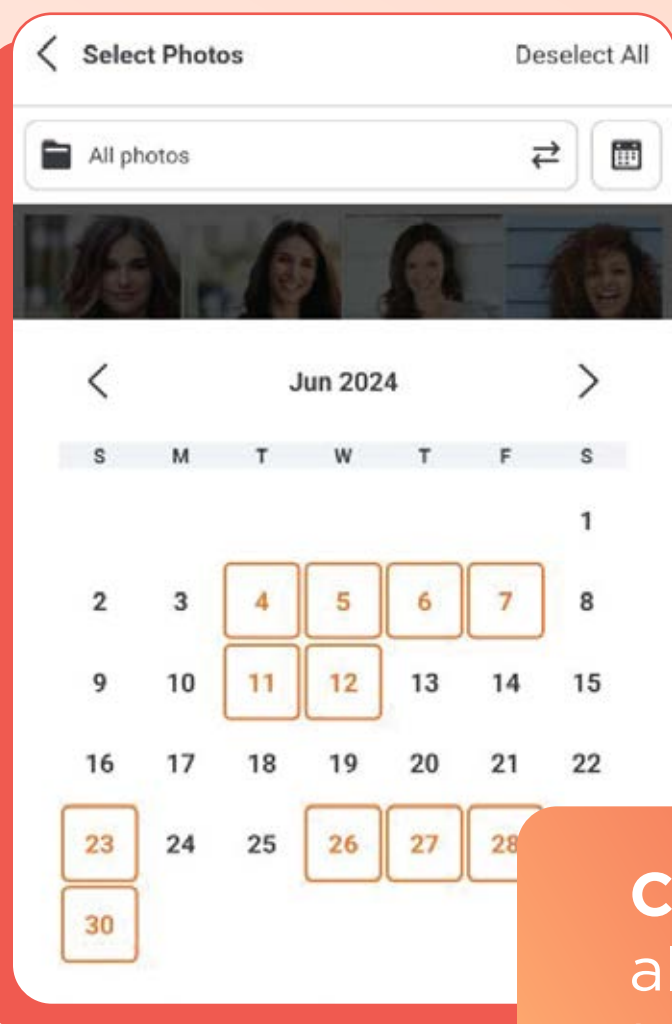 Select Photos Deselect All
All photos
Jun 2024
S M T W T F S
1
2 3 4 5 6 7 8
9 10 11 12 13 14 15
16 17 18 19 20 21 22
23 24 25 26 27 28
30